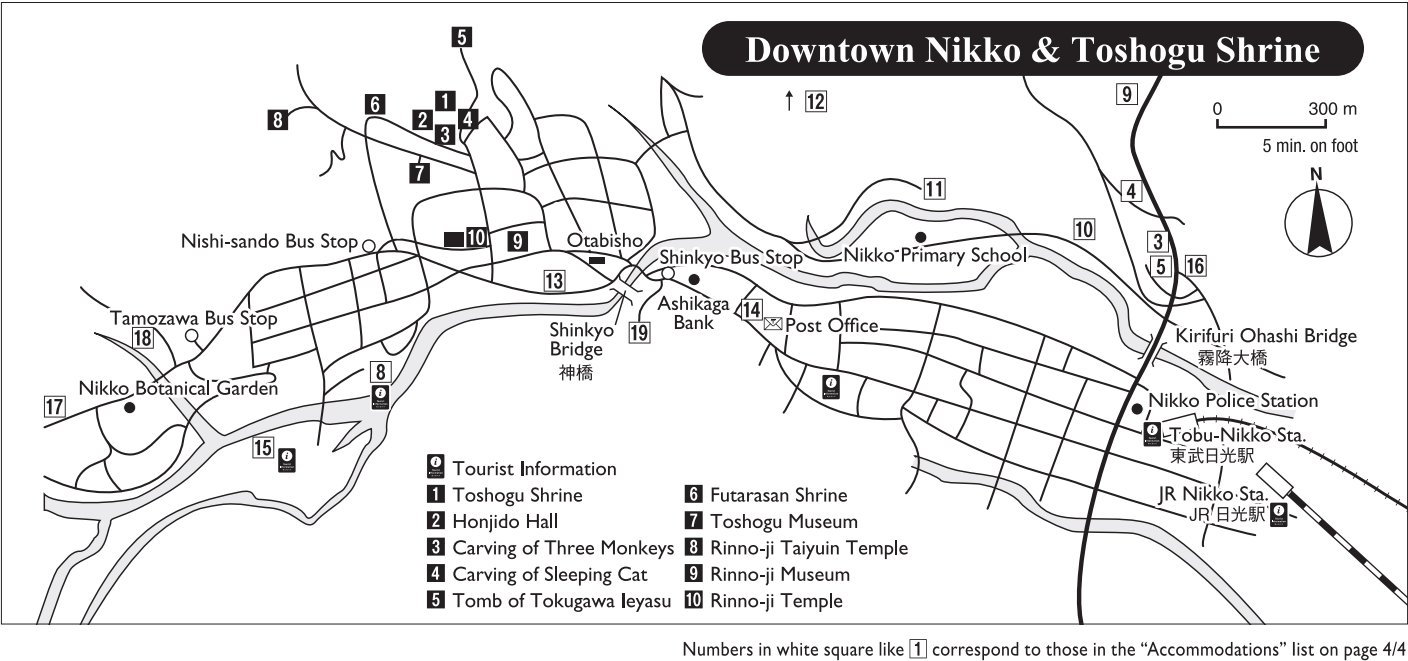 Downtown Nikko & Toshogu Shrine
5
9
12
0 300 m
5 min. on foot
N
1
6
2
4
8
3
7
11
4
10
Nishi-sando Bus Stop
10
9
Otabisho
Nikko Primary School
3
5
16
Shinkyo Bus Stop
13
Ashikaga
Bank
14
Post Office
Tamozawa Bus Stop
18
Shinkyo
Bridge
神橋
19
Kirifuri Ohashi Bridge
霧降大橋
8
i
i
Nikko Botanical Garden
17
Nikko Police Station
15
i
i
Tobu-Nikko Sta.
東武日光駅
JR Nikko Sta.
JR 日光駅
i
i Tourist Information
1 Toshogu Shrine
2 Honjido Hall
3 Carving of Three Monkeys
4 Carving of Sleeping Cat
5 Tomb of Tokugawa Ieyasu
6 Futarasan Shrine
7 Toshogu Museum
8 Rinno-ji Taiyuin Temple
9 Rinno-ji Museum
10 Rinno-ji Temple
Numbers in white square like 1 correspond to those in the “Accommodations” list on page 4/4